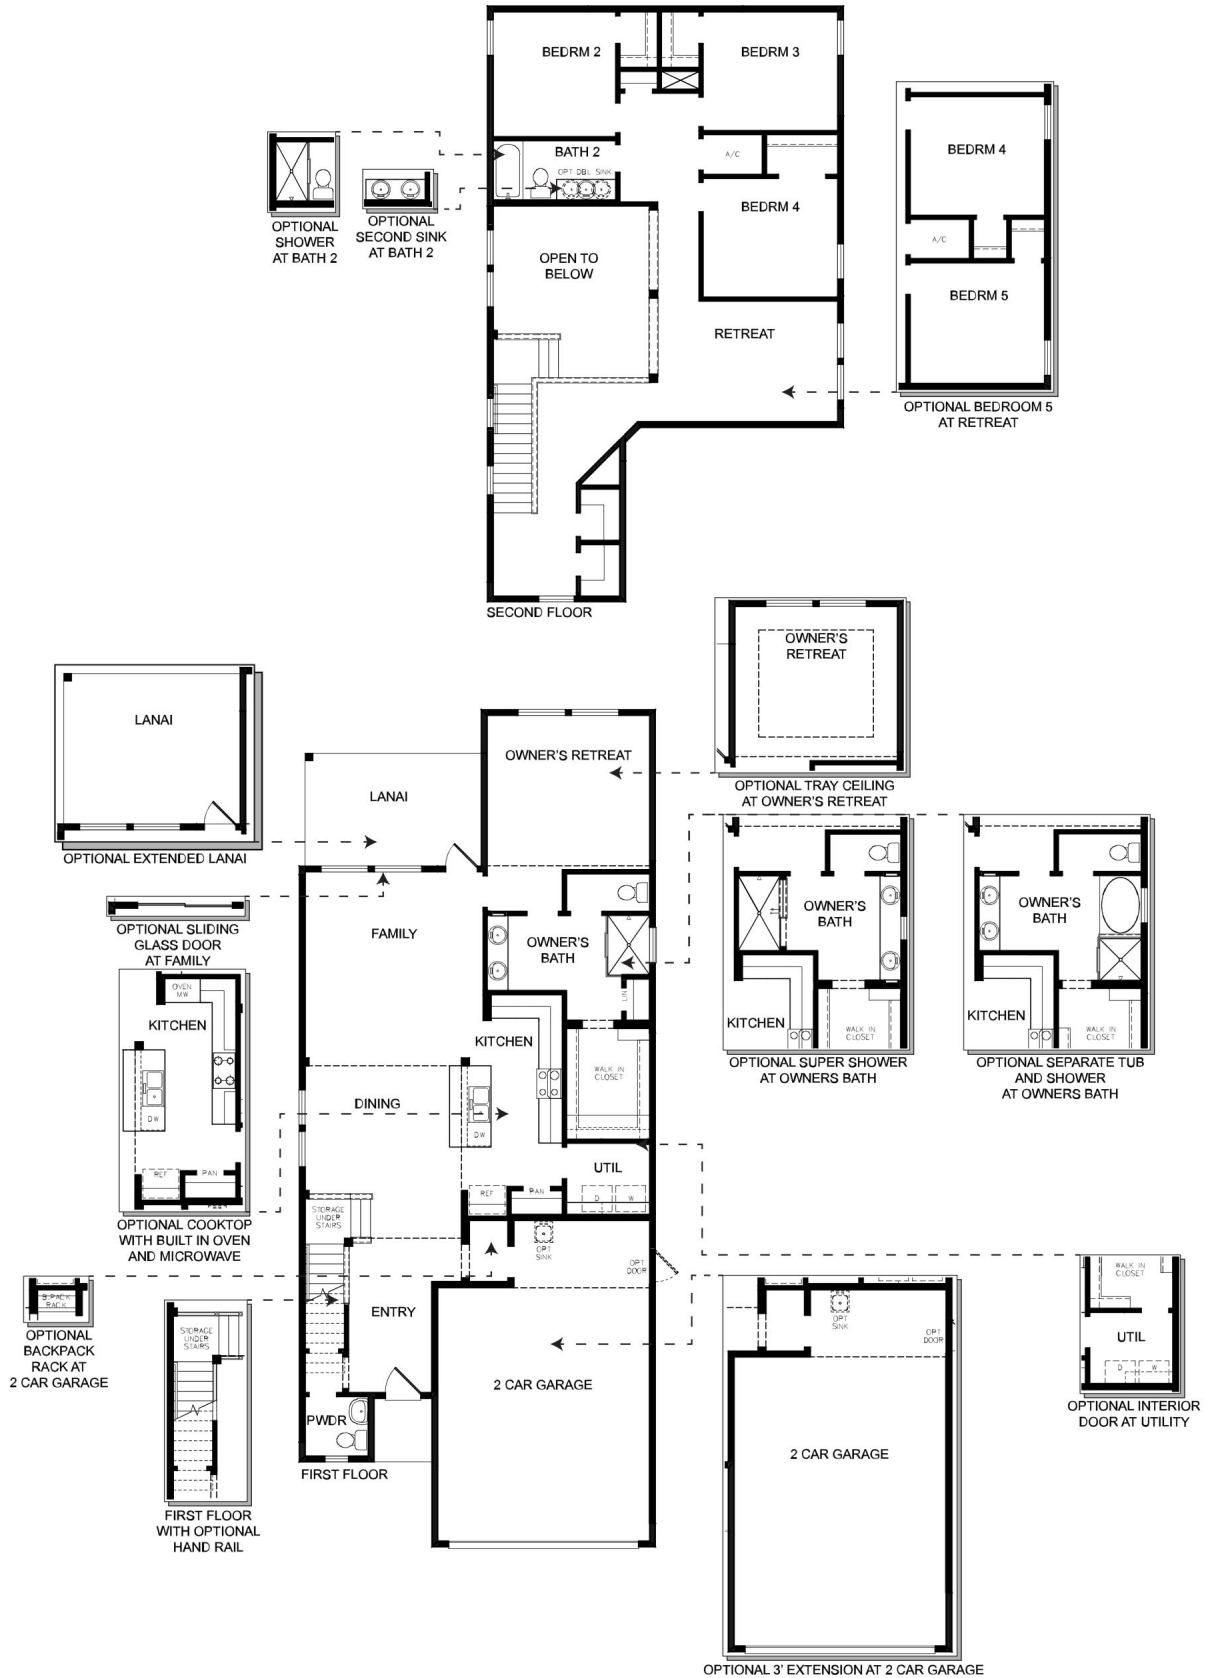 BEDRM 2
BEDRM 3
BATH 2
OPT DBL SINK
A/C
BEDRM 4
OPEN TO
BELOW
RETREAT
SECOND FLOOR
OPTIONAL
SHOWER
AT BATH 2
OPTIONAL
SECOND SINK
AT BATH 2
BEDRM 4
A/C
BEDRM 5
OPTIONAL BEDROOM 5
AT RETREAT
OWNER'S
RETREAT
OPTIONAL TRAY CEILING
AT OWNER'S RETREAT
LANAI
OPTIONAL EXTENDED LANAI
OWNER'S RETREAT
LANAI
FAMILY
OWNER'S
BATH
LIN
KITCHEN
WALK IN
CLOSET
DINING
DW
UTIL
REF
PAN
D
W
STORAGE
UNDER
STAIRS
OPT
SINK
OPT
DOOR
ENTRY
2 CAR GARAGE
PWDR
FIRST FLOOR
OPTIONAL SLIDING
GLASS DOOR
AT FAMILY
OVEN
MW
KITCHEN
DW
REF
PAN
OPTIONAL COOKTOP
WITH BUILT IN OVEN
AND MICROWAVE
B.PACK
RACK
OPTIONAL
BACKPACK
RACK AT
2 CAR GARAGE
STORAGE
UNDER
STAIRS
FIRST FLOOR
WITH OPTIONAL
HAND RAIL
OWNER'S
BATH
KITCHEN
WALK IN
CLOSET
OPTIONAL SUPER SHOWER
AT OWNERS BATH
OWNER'S
BATH
KITCHEN
WALK IN
CLOSET
OPTIONAL SEPARATE TUB
AND SHOWER
AT OWNERS BATH
WALK IN
CLOSET
UTIL
D
W
OPTIONAL INTERIOR
DOOR AT UTILITY
OPT
SINK
OPT
DOOR
2 CAR GARAGE
OPTIONAL 3' EXTENSION AT 2 CAR GARAGE